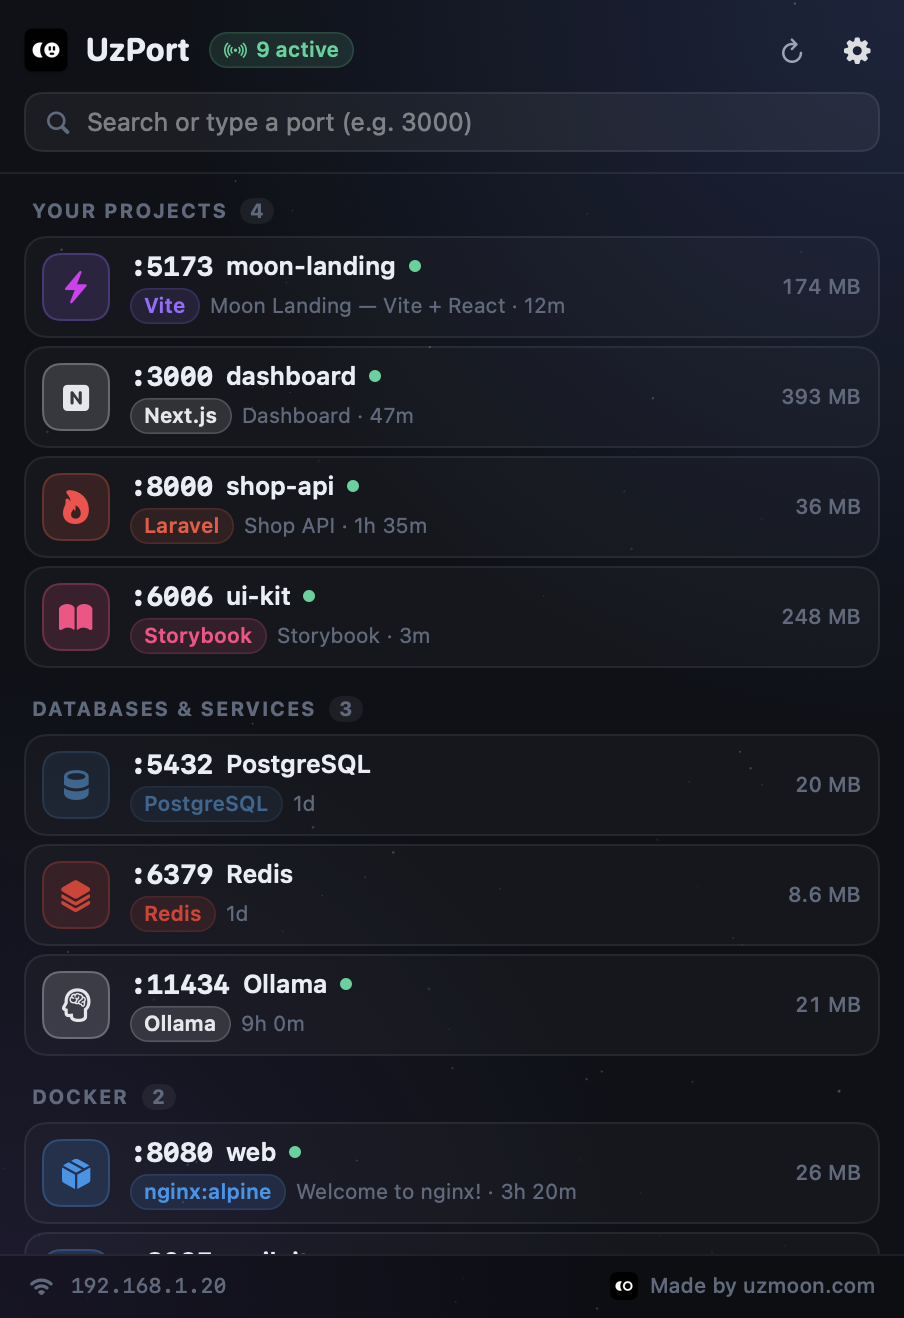 UzPort 9 active
Search or type a port (e.g. 3000)
YOUR PROJECTS 4
:5173 moon-landing
174 MB
Vite Moon Landing — Vite + React · 12m
N
:3000 dashboard
393 MB
Next.js Dashboard · 47m
:8000 shop-api
36 MB
Laravel Shop API · 1h 35m
:6006 ui-kit
248 MB
Storybook Storybook · 3m
DATABASES & SERVICES 3
:5432 PostgreSQL
20 MB
PostgreSQL 1d
:6379 Redis
8.6 MB
Redis 1d
:11434 Ollama
21 MB
Ollama 9h 0m
DOCKER 2
:8080 web
26 MB
nginx:alpine Welcome to nginx! · 3h 20m
192.168.1.20 Made by uzmoon.com